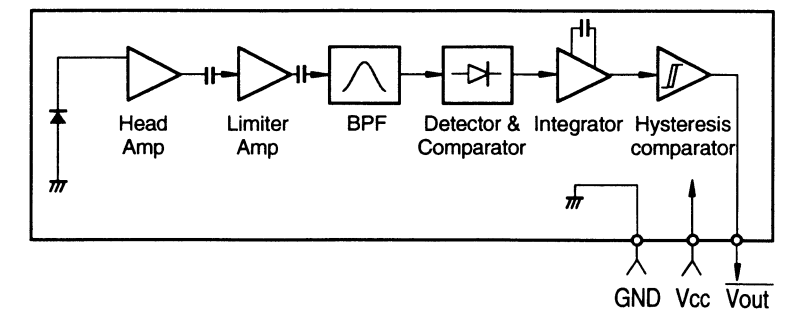 Head
Amp
Limiter
Amp
BPF
Detector &
Comparator
Integrator
Hysteresis
comparator
GND
Vcc
Vout